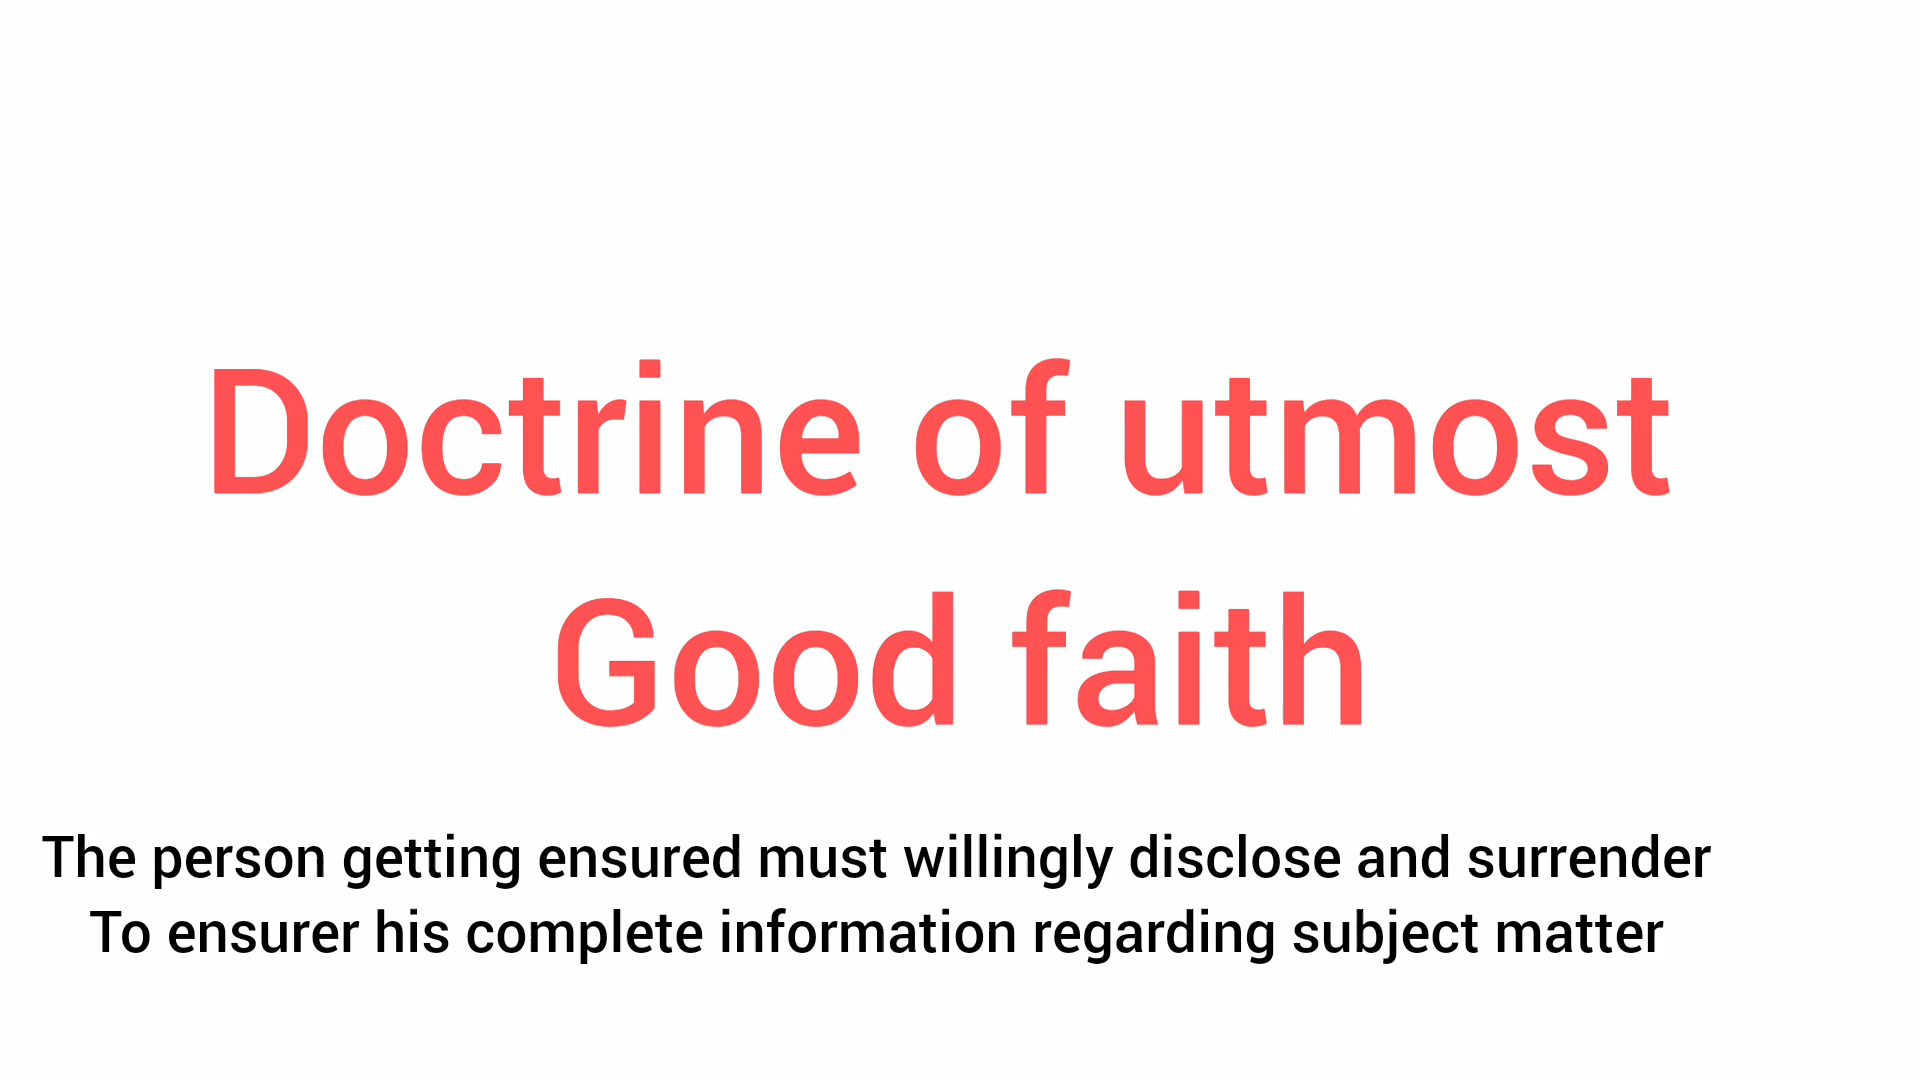 Doctrine of utmost
Good faith
The person getting ensured must willingly disclose and surrender
To ensurer his complete information regarding subject matter